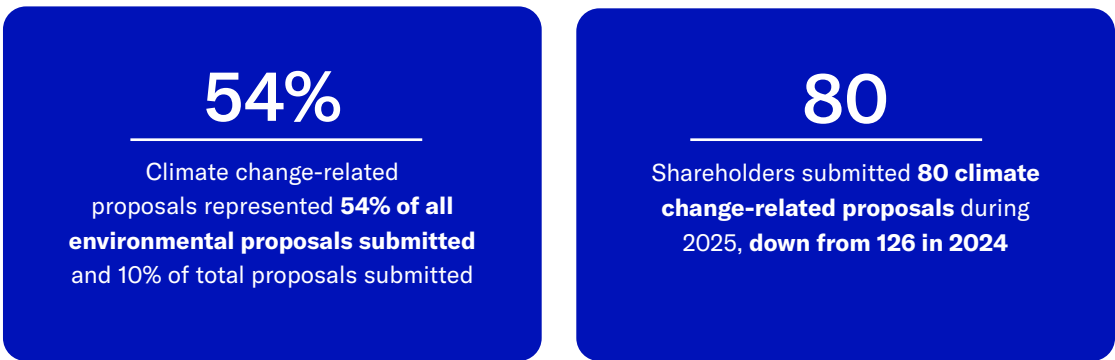 54%
Climate change-related
proposals represented 54% of all
environmental proposals submitted
and 10% of total proposals submitted
80
Shareholders submitted 80 climate
change-related proposals during
2025, down from 126 in 2024